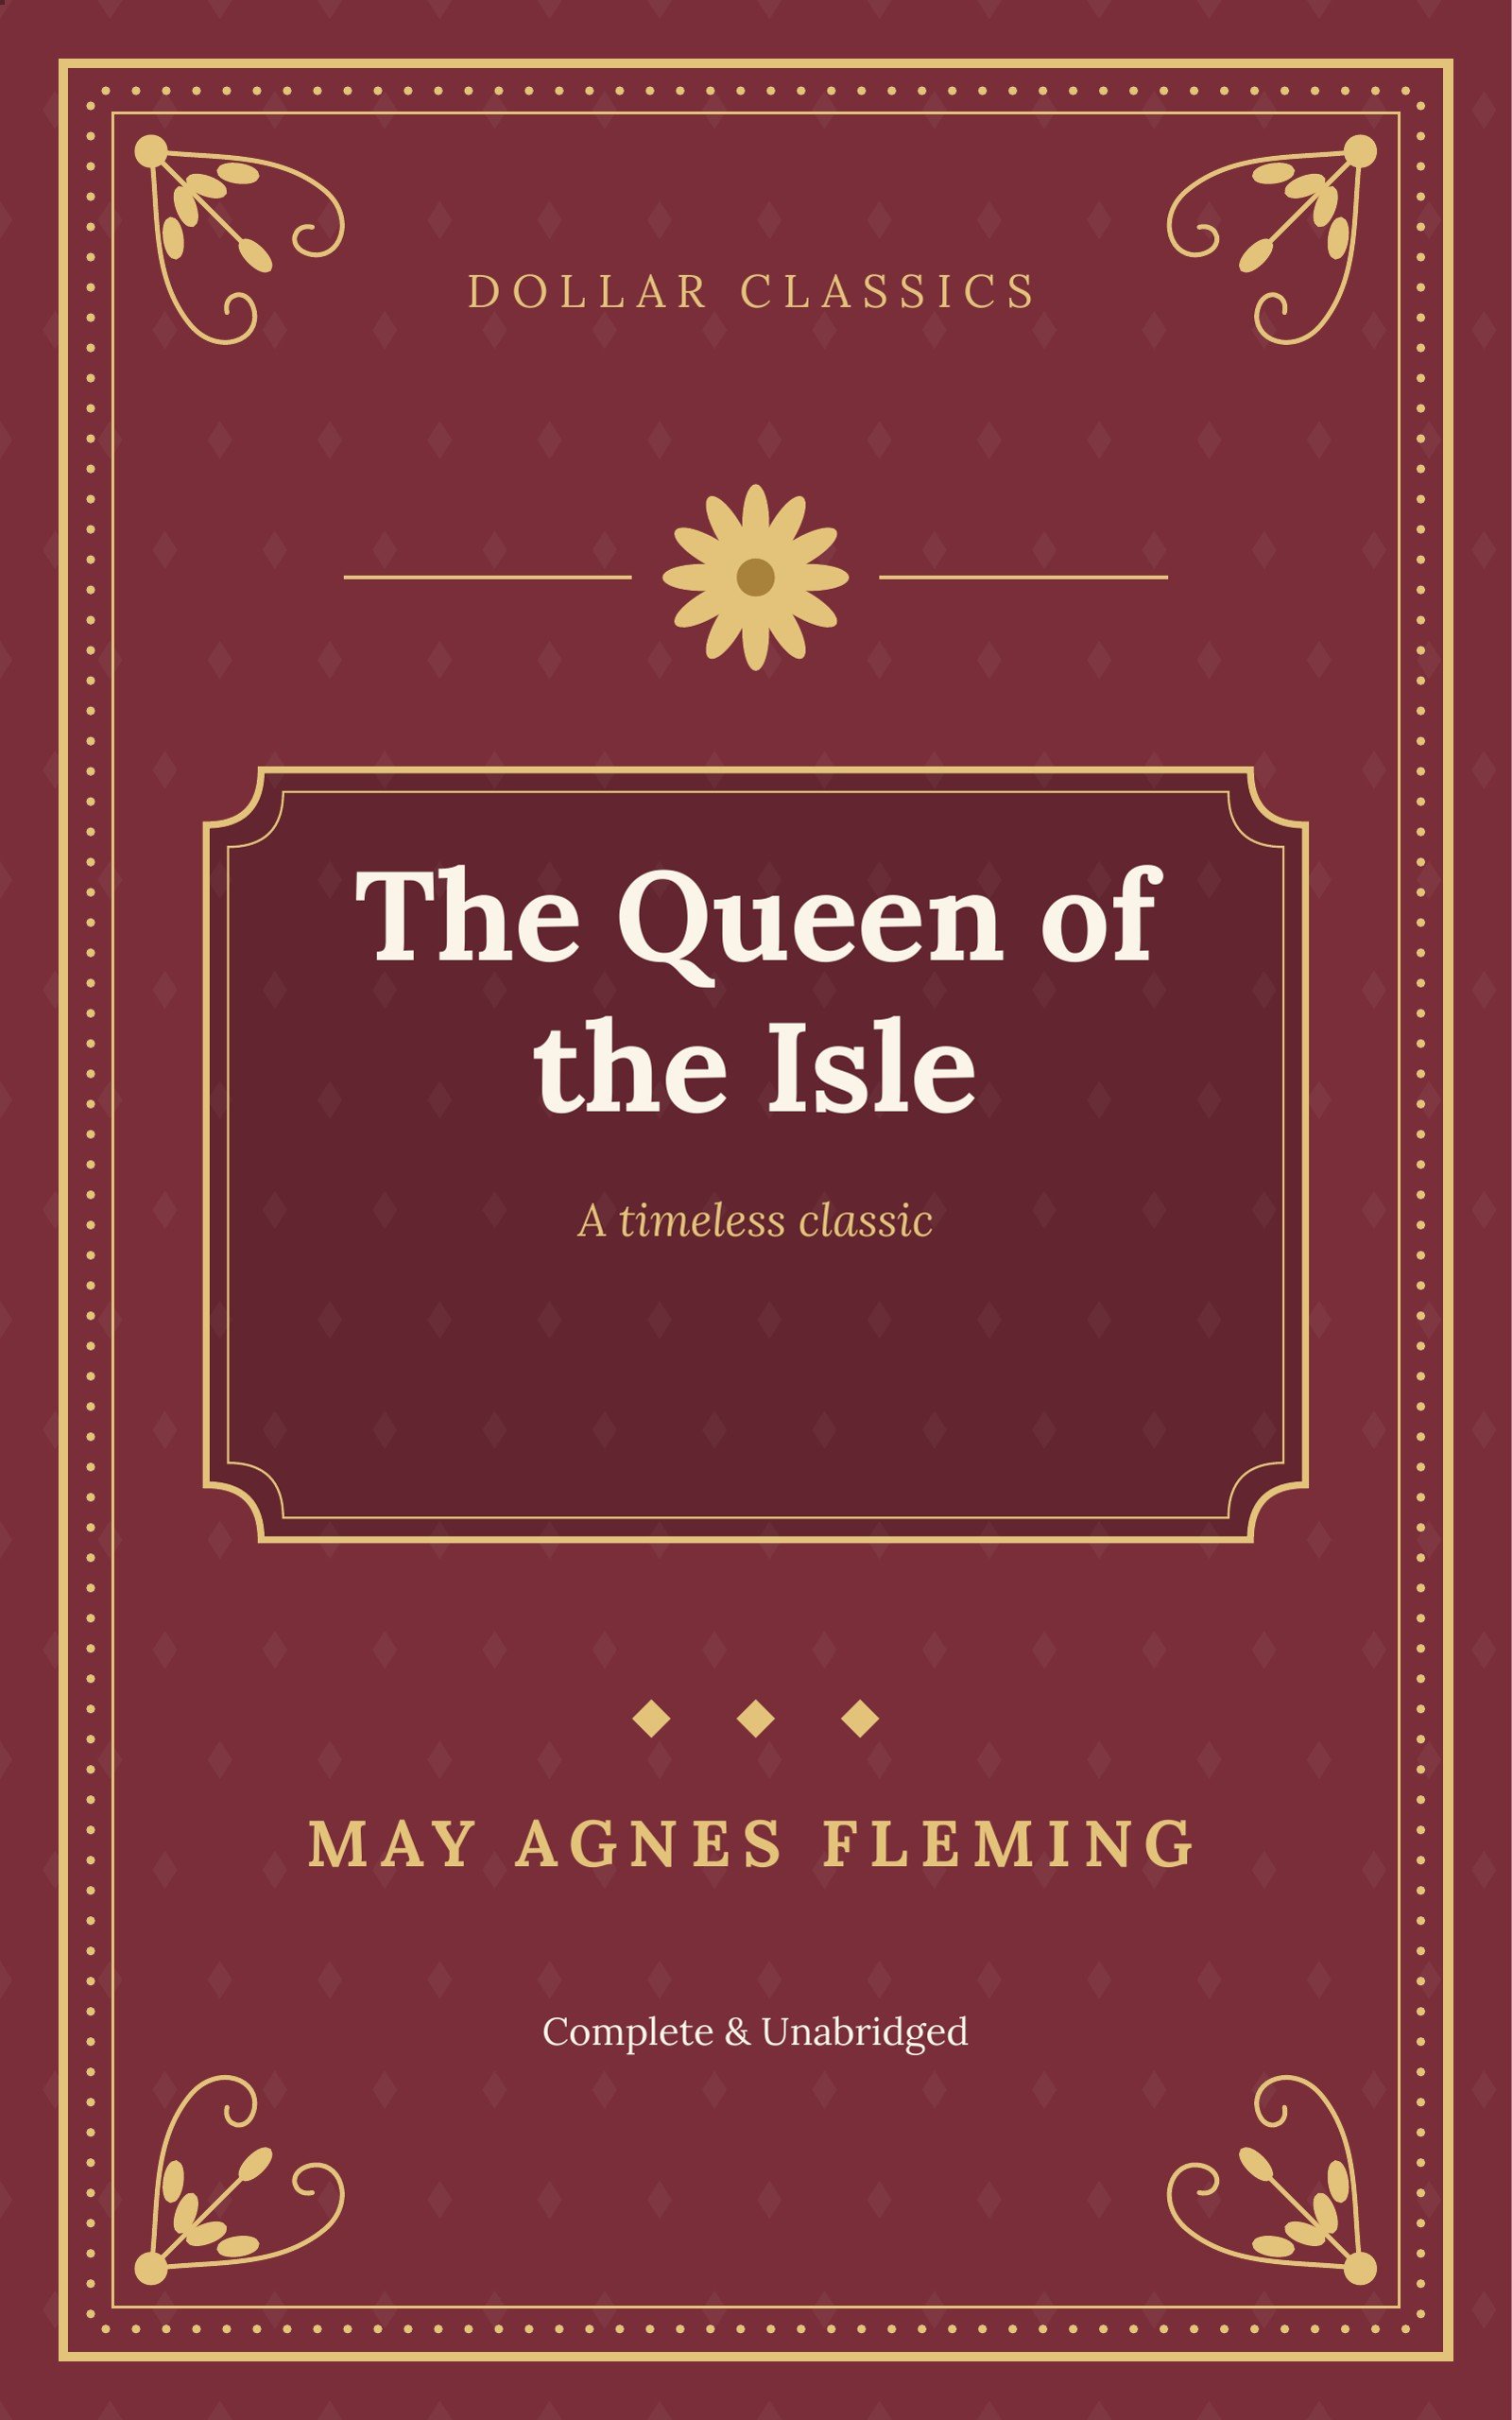 DOLLAR CLASSICS
The Queen of
the Isle
A timeless classic
MAY AGNES FLEMING
Complete & Unabridged